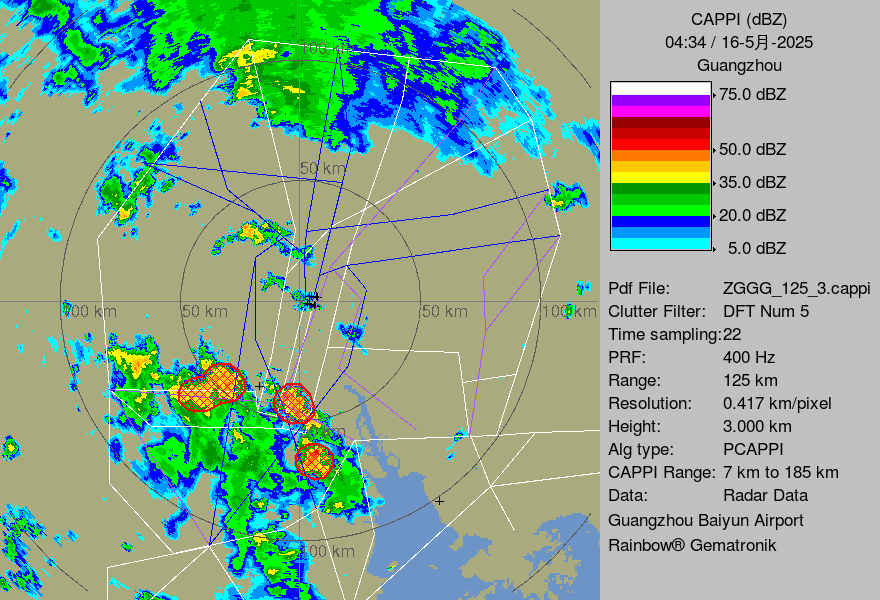 CAPPI (dBZ)
04:34 / 16-5月-2025
Guangzhou
75.0 dBZ
50.0 dBZ
35.0 dBZ
20.0 dBZ
5.0 dBZ
Pdf File: ZGGG_125_3.cappi
Clutter Filter: DFT Num 5
Time sampling:22
PRF: 400 Hz
Range: 125 km
Resolution: 0.417 km/pixel
Height: 3.000 km
Alg type: PCAPPI
CAPPI Range: 7 km to 185 km
Data: Radar Data
Guangzhou Baiyun Airport
Rainbow® Gematronik
100 km
50 km
100 km
50 km
50 km
100 km
km
100 km